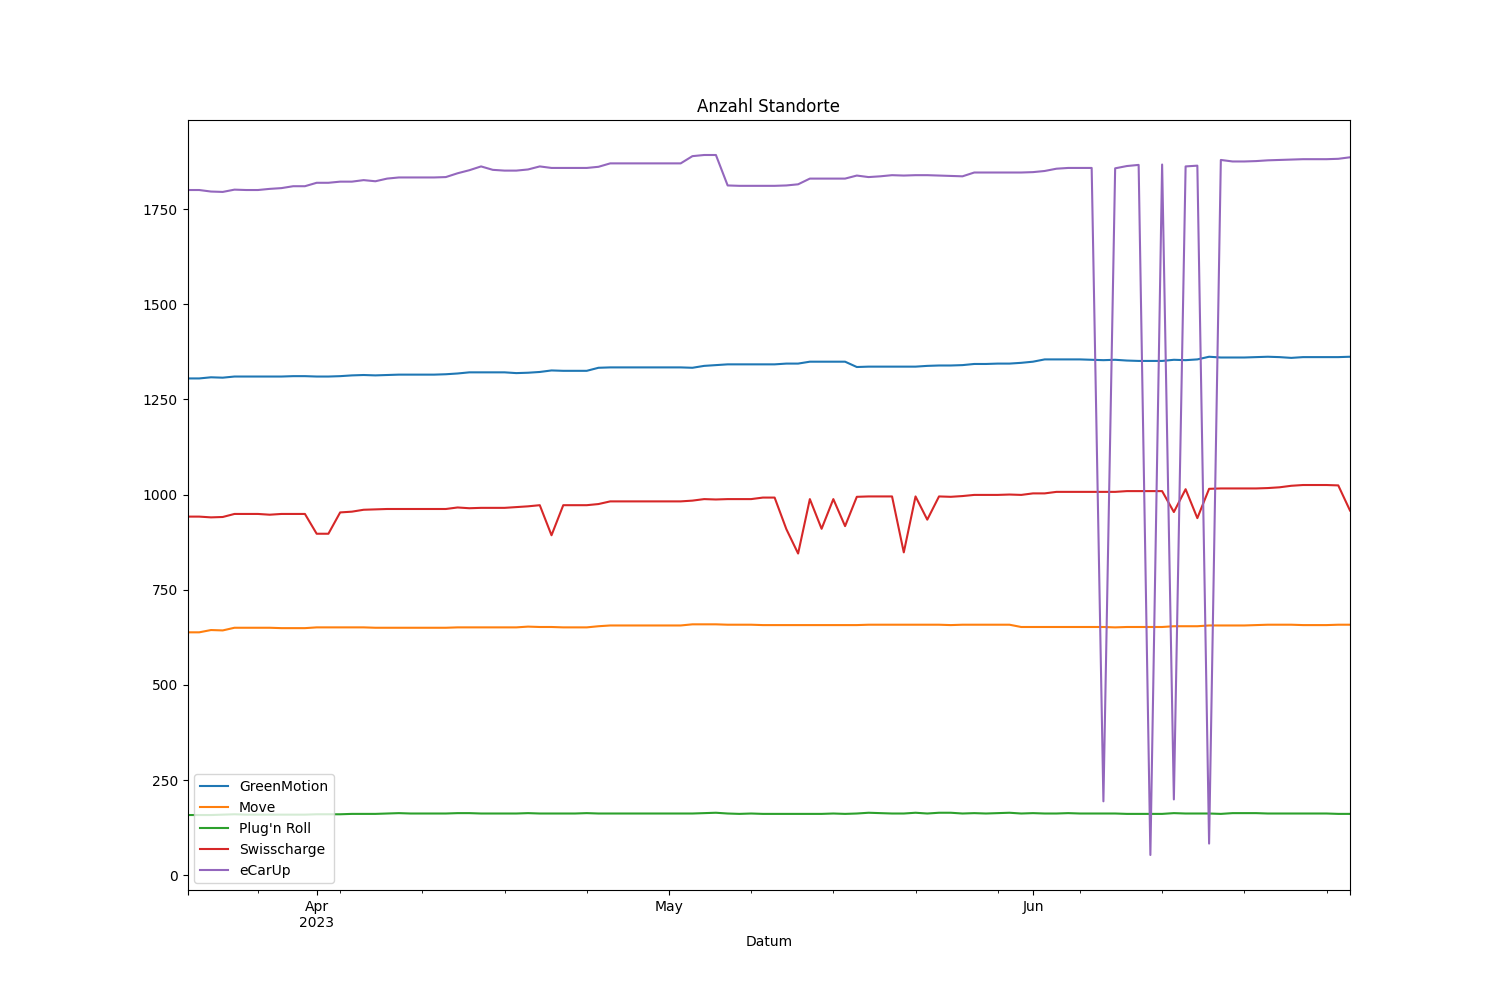 Anzahl Standorte
1750
1500
1250
1000
750
500
250
0
GreenMotion
Move
Plug'n Roll
Swisscharge
eCarUp
Apr
2023
May
Jun
Datum